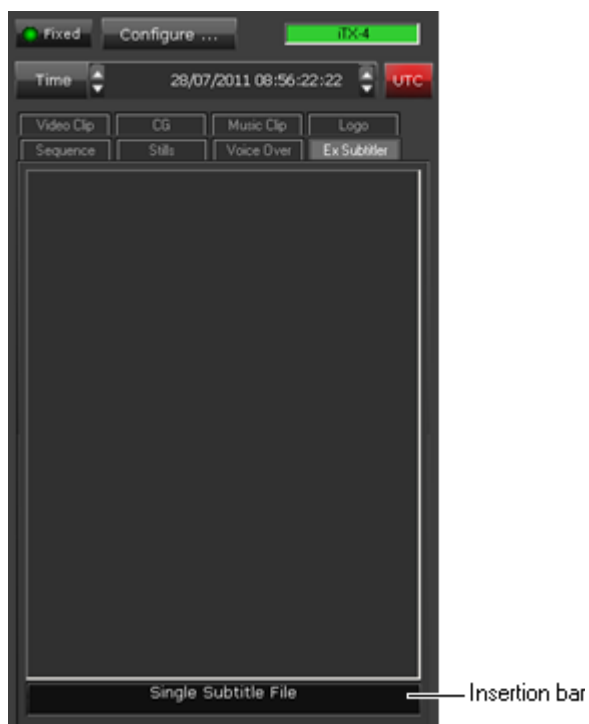 Fixed Configure ... iTX-4
Time 28/07/2011 08:56:22:22 UTC
Video Clip CG Music Clip Logo
Sequence Stills Voice Over Ex Subtitler
Single Subtitle File Insertion bar